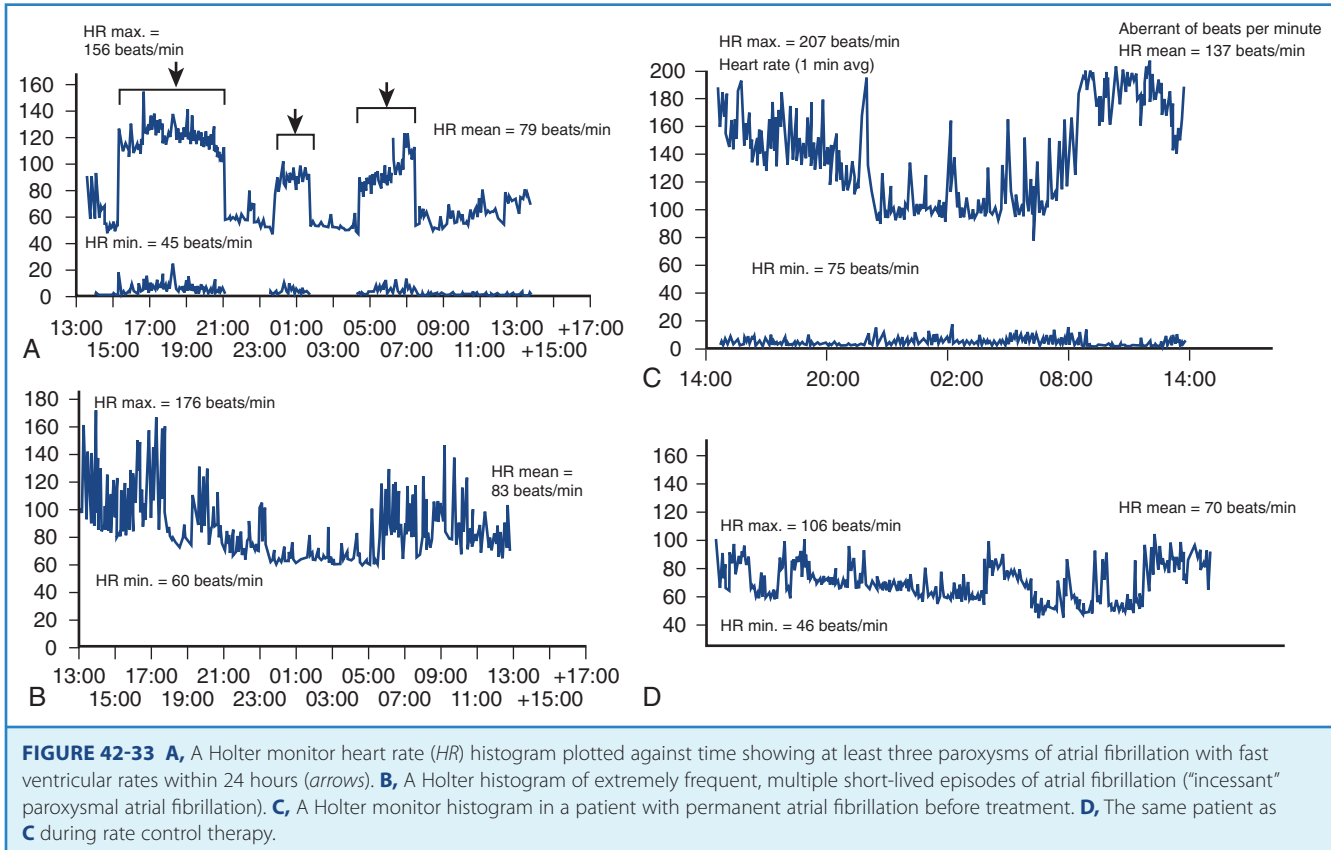 HR max. =
156 beats/min
160
140
120
100
80
60
40
20
0
HR mean = 79 beats/min
HR min. = 45 beats/min
13:00 17:00 21:00 01:00 05:00 09:00 13:00 +17:00
15:00 19:00 23:00 03:00 07:00 11:00 +15:00
A
180
160
140
120
100
80
60
40
20
0
HR max. = 176 beats/min
HR mean =
83 beats/min
HR min. = 60 beats/min
13:00 17:00 21:00 01:00 05:00 09:00 13:00 +17:00
15:00 19:00 23:00 03:00 07:00 11:00 +15:00
B
HR max. = 207 beats/min
Heart rate (1 min avg)
Aberrant of beats per minute
HR mean = 137 beats/min
200
180
160
140
120
100
80
60
40
20
0
HR min. = 75 beats/min
C
14:00 20:00 02:00 08:00 14:00
160
140
120
100
80
60
40
HR max. = 106 beats/min
HR mean = 70 beats/min
HR min. = 46 beats/min
D
FIGURE 42-33 A, A Holter monitor heart rate (HR) histogram plotted against time showing at least three paroxysms of atrial fibrillation with fast
ventricular rates within 24 hours (arrows). B, A Holter histogram of extremely frequent, multiple short-lived episodes of atrial fibrillation (“incessant”
paroxysmal atrial fibrillation). C, A Holter monitor histogram in a patient with permanent atrial fibrillation before treatment. D, The same patient as
C during rate control therapy.